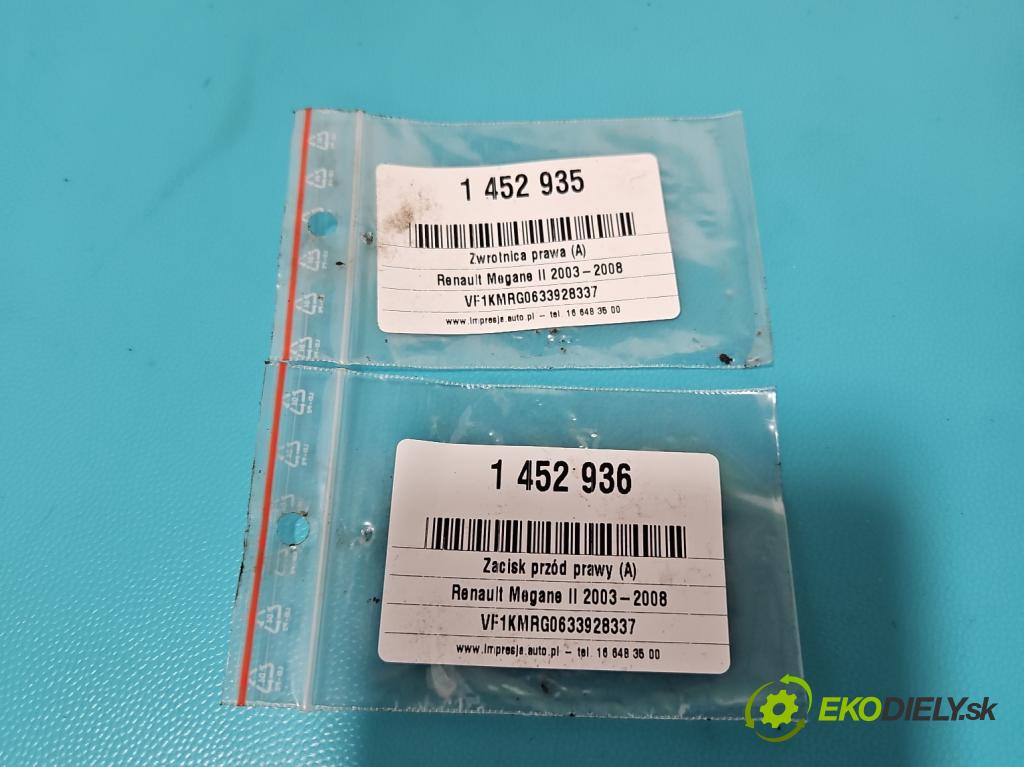 1 452 935
Zwrotnica prawa (A)
Renault Megane II 2003-2008
VF1KMRG0633928337
www.impresja.auto.pl - tel. 16 648 35 00
1 452 936
Zacisk przód prawy (A)
Renault Megane II 2003-2008
VF1KMRG0633928337
www.impresja.auto.pl - tel. 16 648 35 00
EKODIELY.sk